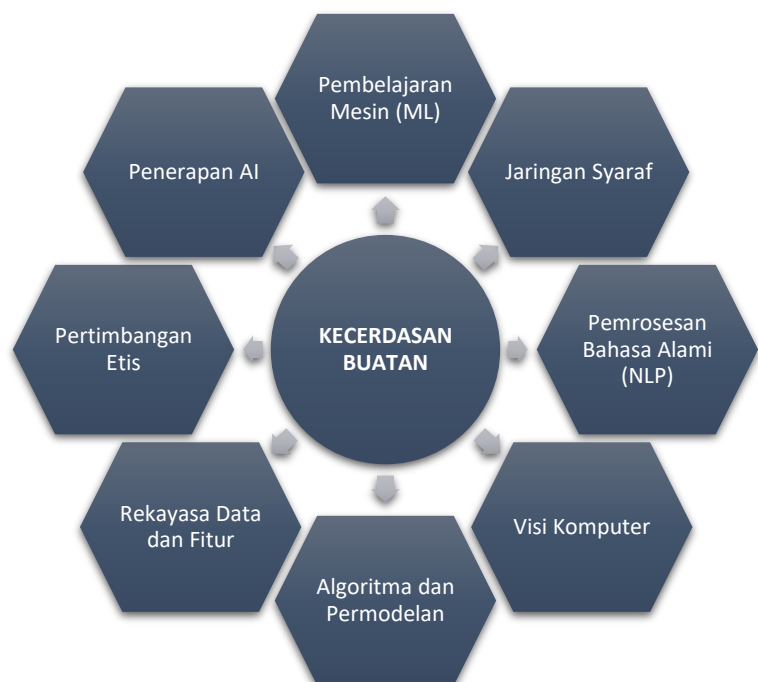 KECERDASAN
BUATAN
Pembelajaran
Mesin (ML)
Jaringan Syaraf
Pemrosesan
Bahasa Alami
(NLP)
Visi Komputer
Algoritma dan
Permodelan
Rekayasa Data
dan Fitur
Pertimbangan
Etis
Penerapan AI